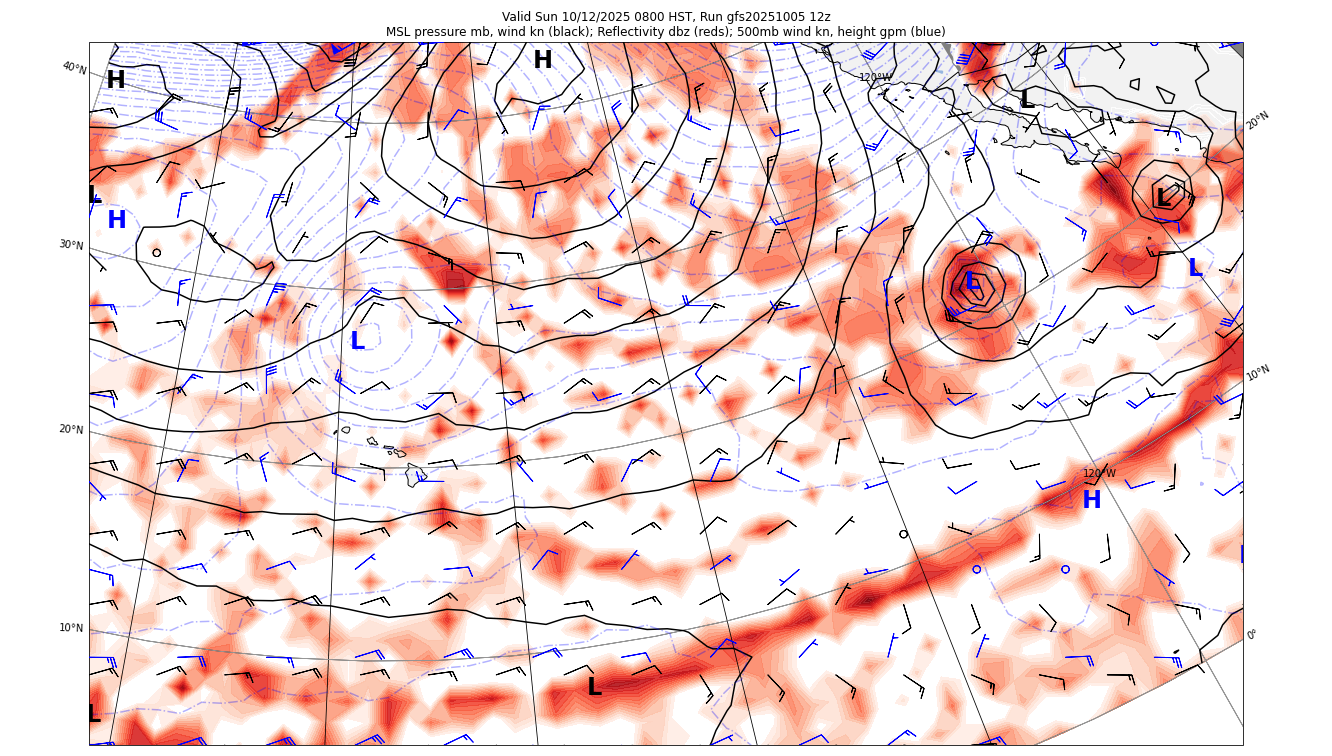 Valid Sun 10/12/2025 0800 HST, Run gfs20251005 12z
MSL pressure mb, wind kn (black); Reflectivity dbz (reds); 500mb wind kn, height gpm (blue)
H
40°N
H
120°W
L
20°N
L
L
H
30°N
L
L
L
10°N
20°N
120°W
H
10°N
0°
L
L